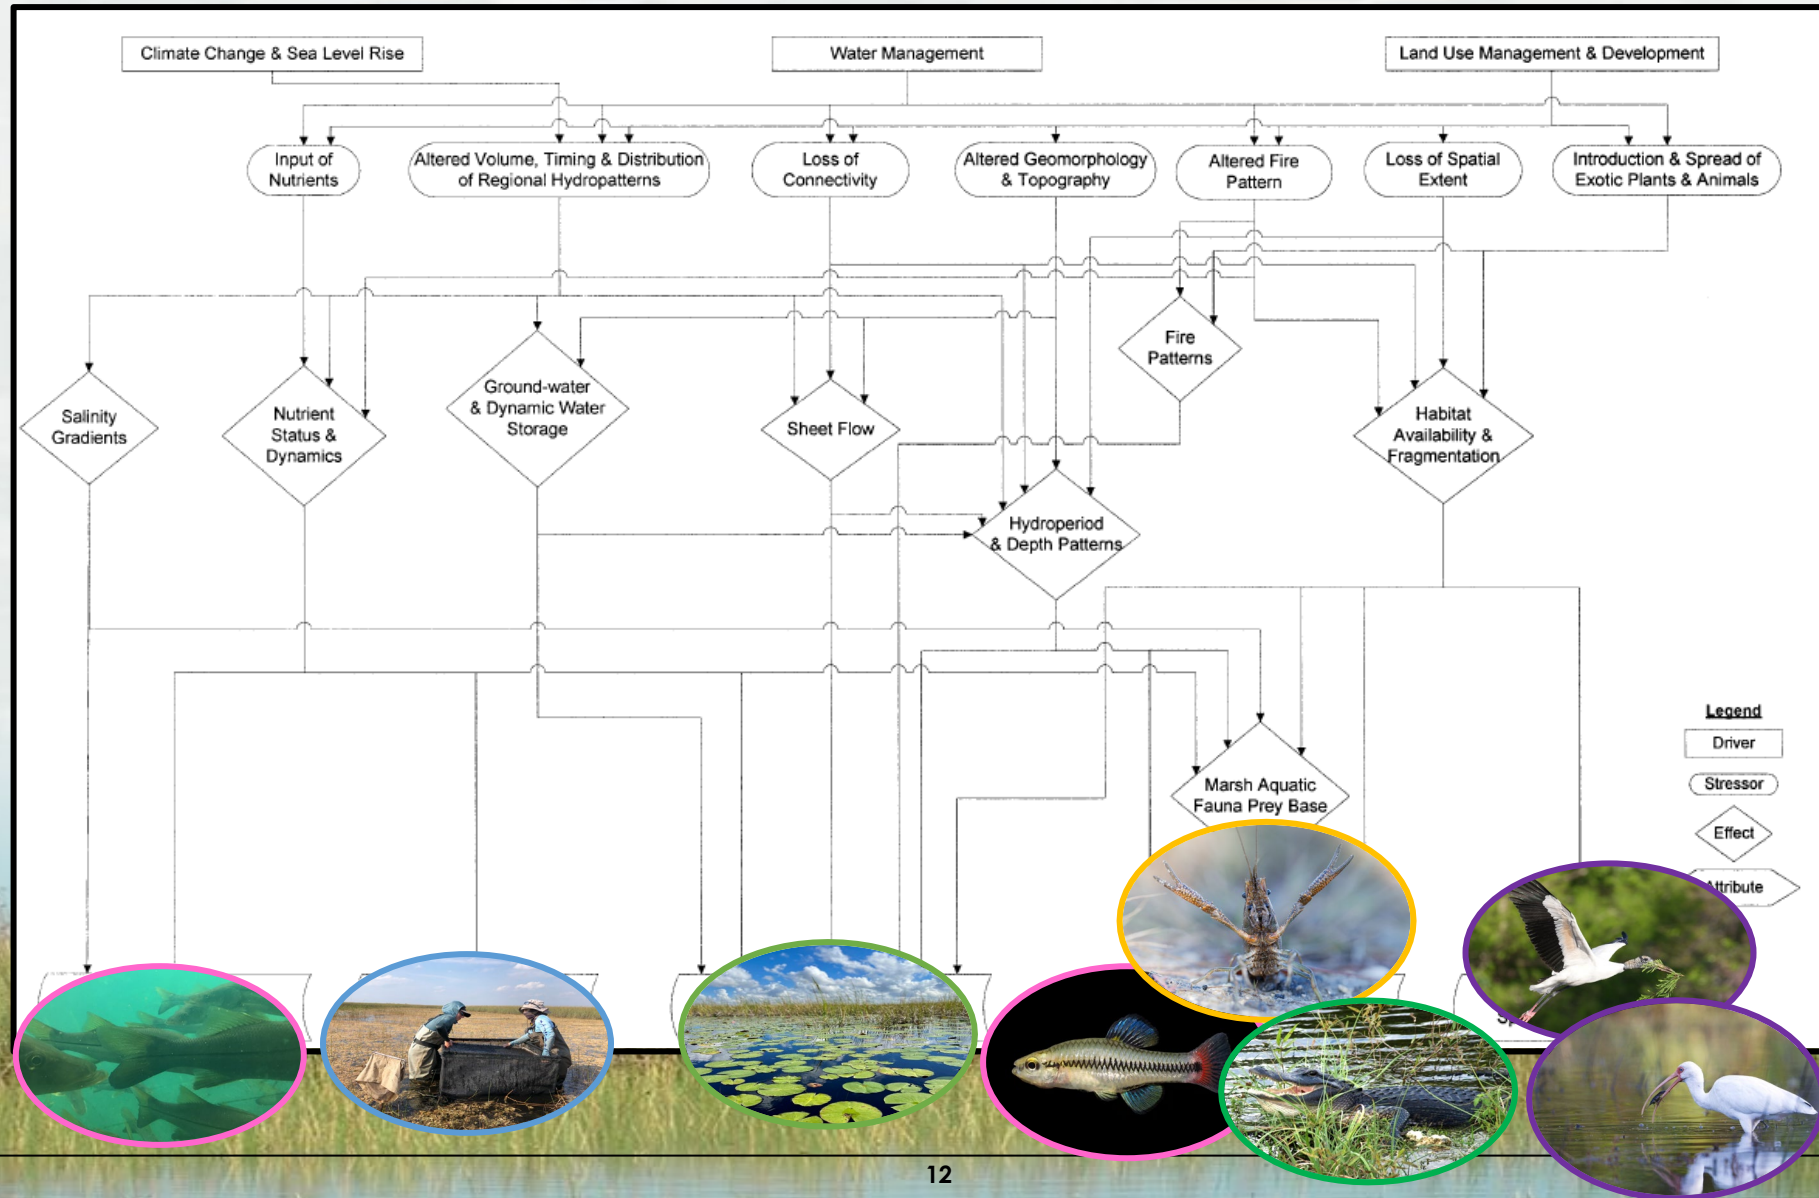 Climate Change & Sea Level Rise
Water Management
Land Use Management & Development
Input of
Nutrients
Altered Volume, Timing & Distribution
of Regional Hydropatterns
Loss of
Connectivity
Altered Geomorphology
& Topography
Altered Fire
Pattern
Loss of Spatial
Extent
Introduction & Spread of
Exotic Plants & Animals
Fire
Patterns
Salinity
Gradients
Nutrient
Status &
Dynamics
Ground-water
& Dynamic Water
Storage
Sheet Flow
Habitat
Availability &
Fragmentation
Hydroperiod
& Depth Patterns
Marsh Aquatic
Fauna Prey Base
Legend
Driver
Stressor
Effect
Attribute
12